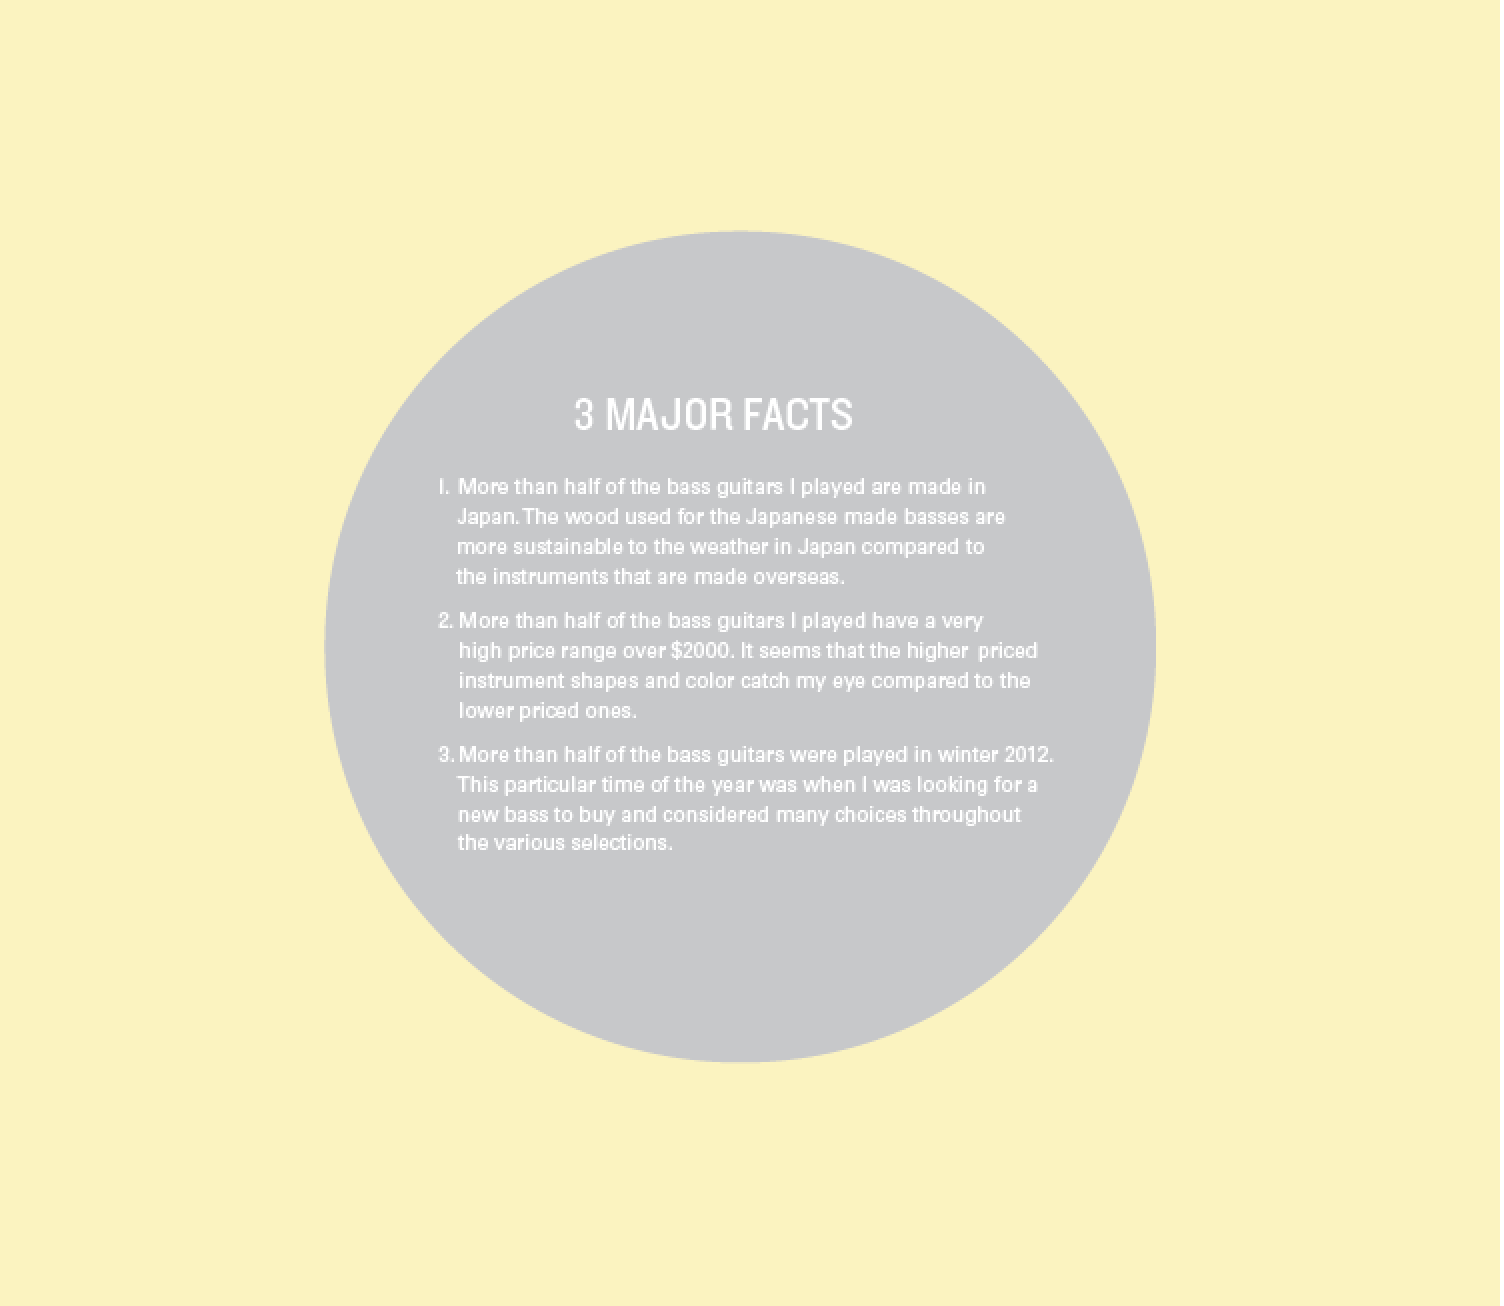 3 MAJOR FACTS
1. More than half of the bass guitars I played are made in
Japan. The wood used for the Japanese made basses are
more sustainable to the weather in Japan compared to
the instruments that are made overseas.
2. More than half of the bass guitars I played have a very
high price range over $2000. It seems that the higher priced
instrument shapes and color catch my eye compared to the
lower priced ones.
3. More than half of the bass guitars were played in winter 2012.
This particular time of the year was when I was looking for a
new bass to buy and considered many choices throughout
the various selections.